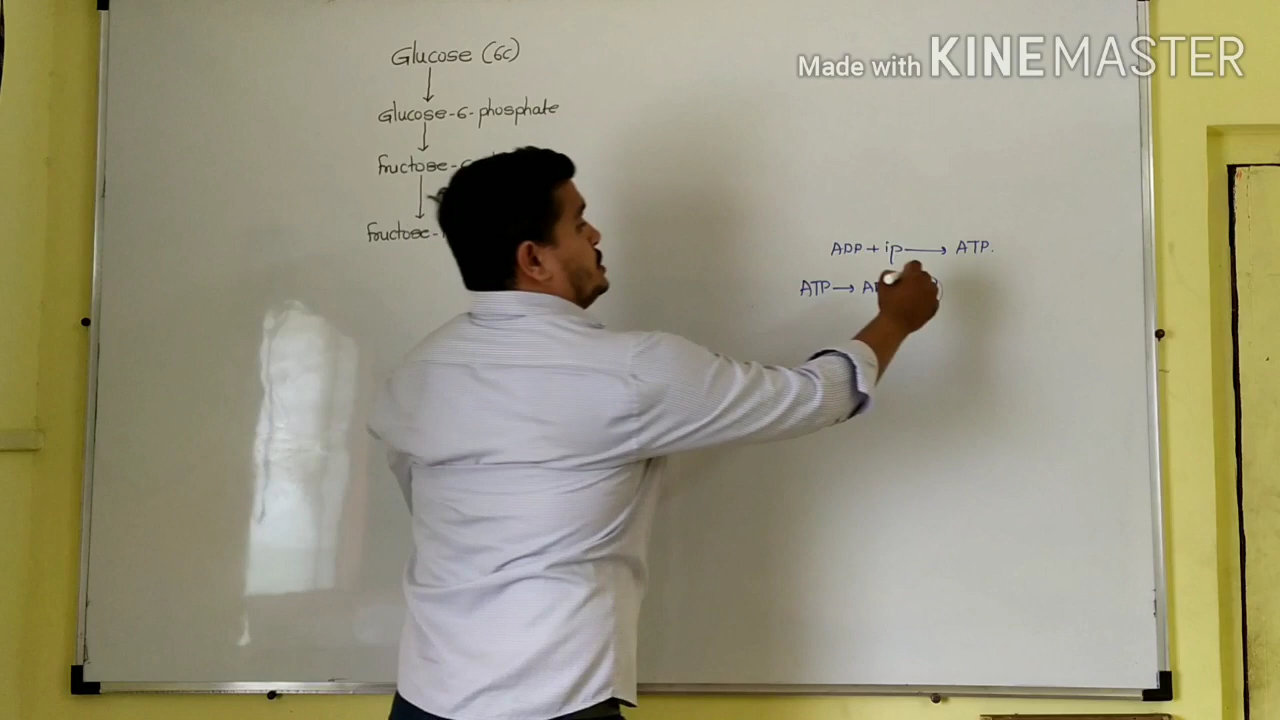 Glucose (6c)
Glucose-6-phosphate
fructose-6-
fructose-
Made with KINEMASTER
ADP + ip → ATP.
ATP →